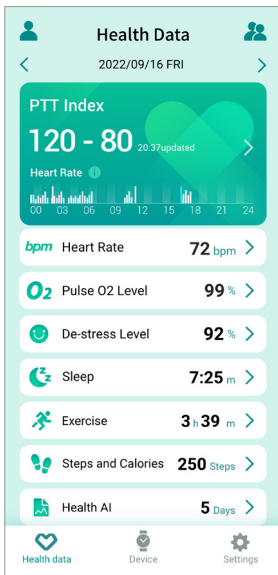 Health Data
2022/09/16 FRI
PTT Index
120 - 80 20:37updated
Heart Rate i
00 03 06 09 12 15 18 21 24
bpm Heart Rate 72 bpm
O2 Pulse O2 Level 99 %
De-stress Level 92 %
zz Sleep 7:25 m
Exercise 3 h 39 m
Steps and Calories 250 Steps
Health AI 5 Days
Health data Device Settings